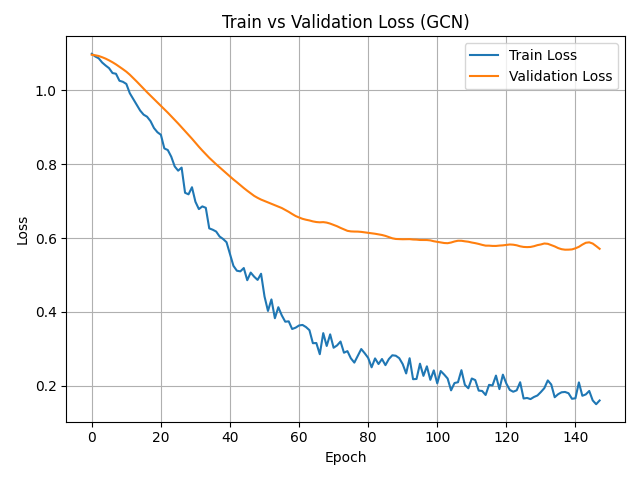 Train vs Validation Loss (GCN)
Train Loss
Validation Loss
1.0
0.8
0.6
0.4
0.2
Loss
0 20 40 60 80 100 120 140
Epoch